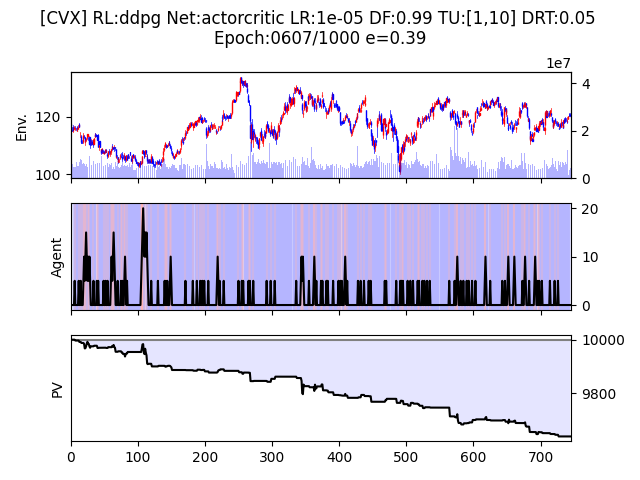 [CVX] RL:ddpg Net:actorcritic LR:1e-05 DF:0.99 TU:[1,10] DRT:0.05
Epoch:0607/1000 e=0.39
1e7
Env.
120
100
4
2
0
Agent
20
10
0
PV
10000
9800
0 100 200 300 400 500 600 700